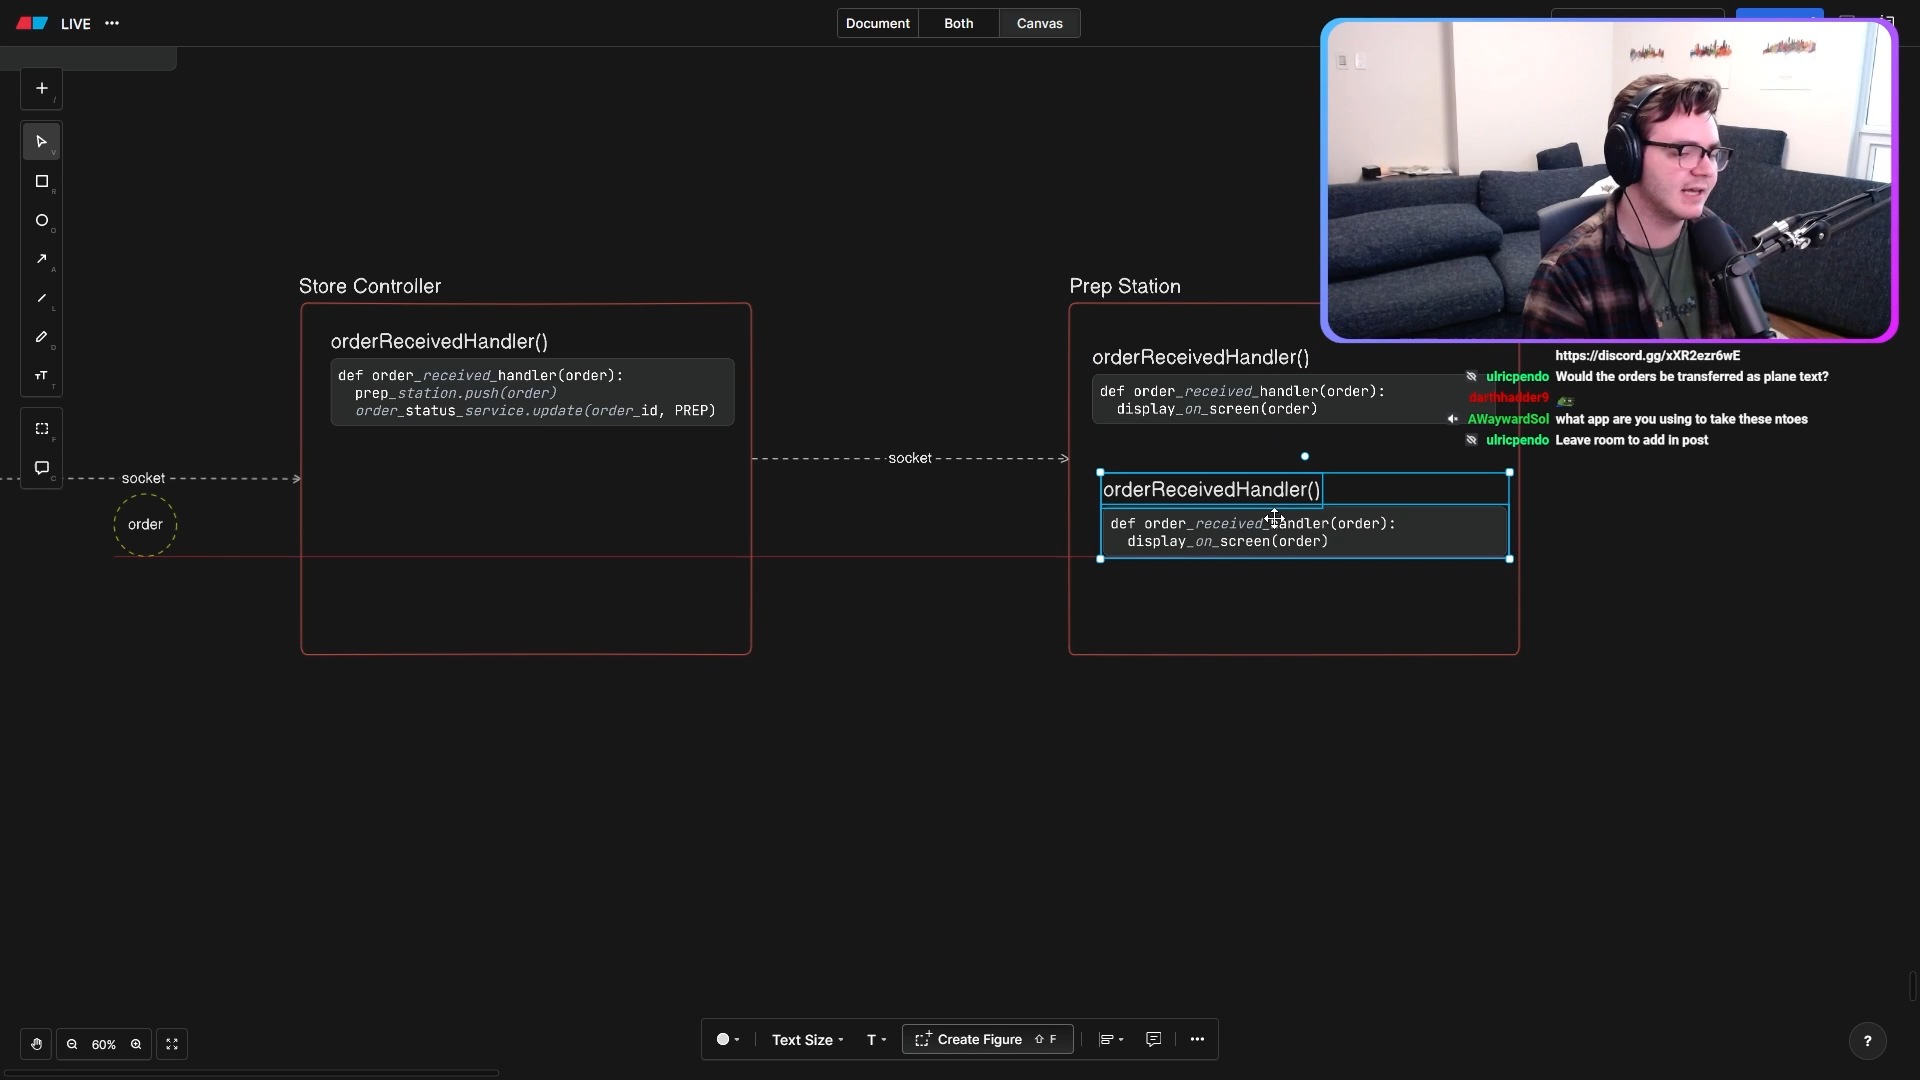 LIVE
Document
Both
Canvas
Store Controller
orderReceivedHandler()
def order_received_handler(order):
prep_station.push(order)
order_status_service.update(order_id, PREP)
socket
order
socket
Prep Station
orderReceivedHandler()
def order_received_handler(order):
display_on_screen(order)
orderReceivedHandler()
def order_received_handler(order):
display_on_screen(order)
https://discord.gg/xXR2ezr6wE
ulricpendo Would the orders be transferred as plane text?
darthhadder9
AWaywardSol what app are you using to take these ntoes
ulricpendo Leave room to add in post
60%
Text Size
T
Create Figure
F
?